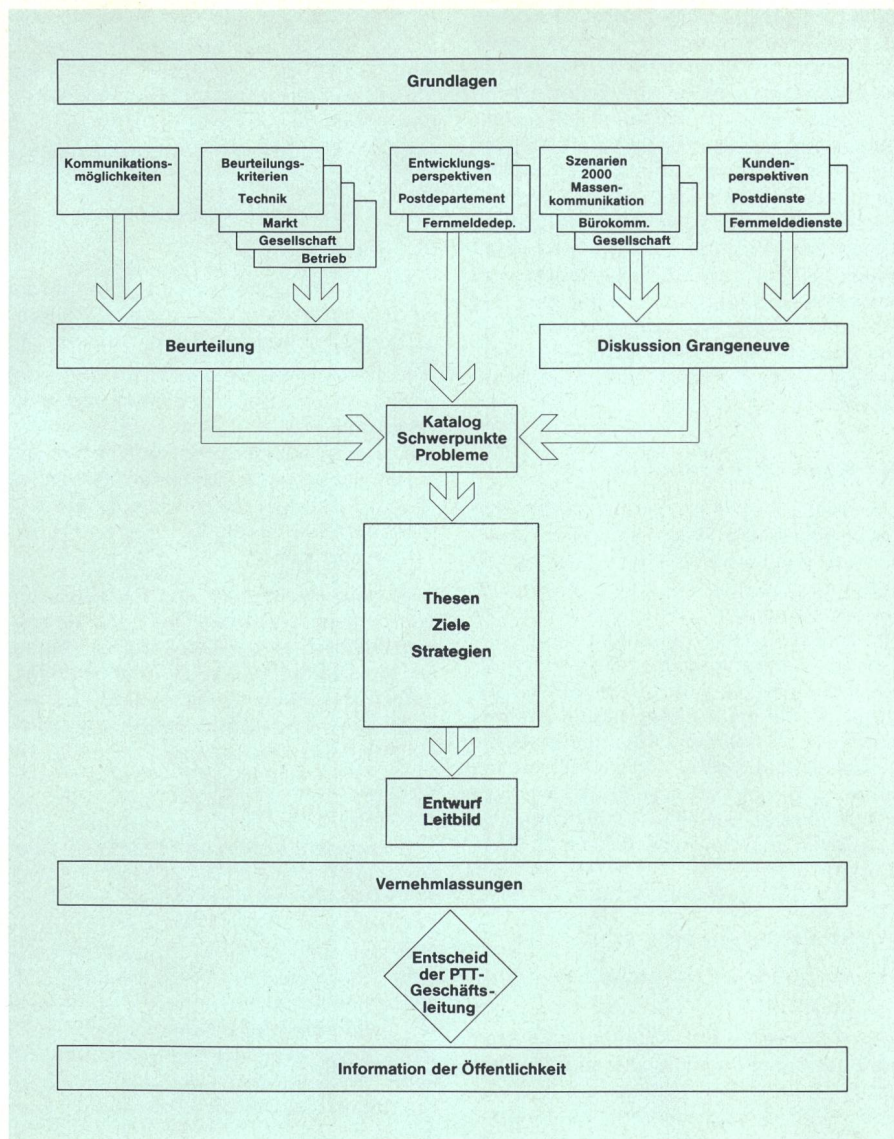 Grundlagen
Kommunikations-
möglichkeiten
Beurteilungs-
kriterien
Technik
Markt
Gesellschaft
Betrieb
Entwicklungs-
perspektiven
Postdepartement
Fernmeldedep.
Szenarien
2000
Massen-
kommunikation
Bürokomm.
Gesellschaft
Kunden-
perspektiven
Postdienste
Fernmeldedienste
Beurteilung
Diskussion Grangeneuve
Katalog
Schwerpunkte
Probleme
Thesen
Ziele
Strategien
Entwurf
Leitbild
Vernehmlassungen
Entscheid
der PTT-
Geschäfts-
leitung
Information der Öffentlichkeit